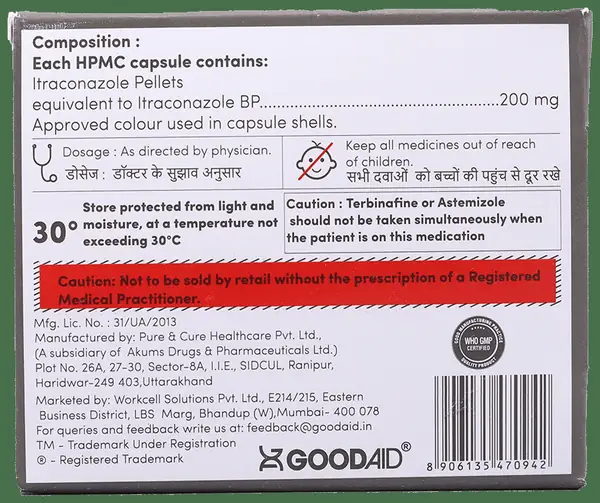 Composition :
Each HPMC capsule contains:
Itraconazole Pellets
equivalent to Itraconazole BP.......................................200 mg
Approved colour used in capsule shells.
Dosage : As directed by physician.
डोसेज : डॉक्टर के सुझाव अनुसार
Keep all medicines out of reach
of children.
सभी दवाओं को बच्चों की पहुंच से दूर रखे
30°
Store protected from light and
moisture, at a temperature not
exceeding 30°C
Caution : Terbinafine or Astemizole
should not be taken simultaneously when
the patient is on this medication
Caution: Not to be sold by retail without the prescription of a Registered
Medical Practitioner.
Mfg. Lic. No. : 31/UA/2013
Manufactured by: Pure & Cure Healthcare Pvt. Ltd.,
(A subsidiary of Akums Drugs & Pharmaceuticals Ltd.)
Plot No. 26A, 27-30, Sector-8A, I.I.E., SIDCUL, Ranipur,
Haridwar-249 403,Uttarakhand
GOOD MANUFACTURING PRACTICE
WHO GMP
CERTIFIED
QUALITY PRODUCT
Marketed by: Workcell Solutions Pvt. Ltd., E214/215, Eastern
Business District, LBS Marg, Bhandup (W),Mumbai- 400 078
For queries and feedback write us at: feedback@goodaid.in
TM - Trademark Under Registration
® - Registered Trademark
GOODAID®
8 906135 470942